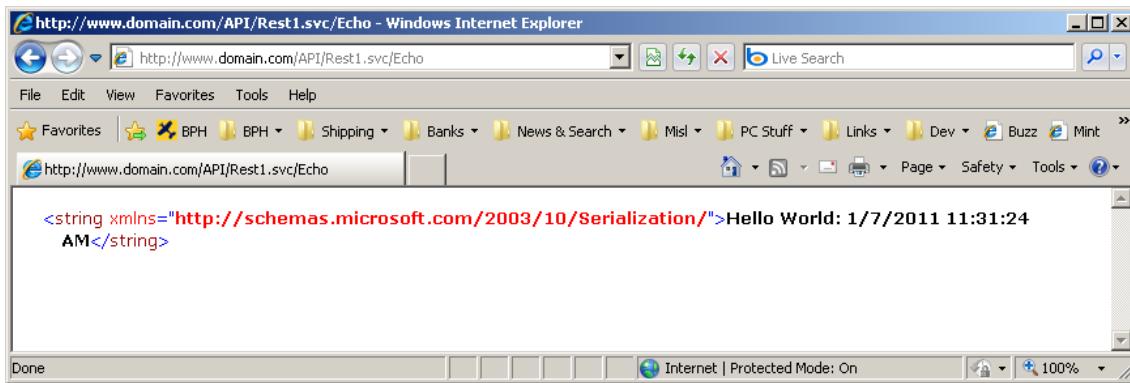 http://www.domain.com/API/Rest1.svc/Echo - Windows Internet Explorer
http://www.domain.com/API/Rest1.svc/Echo Live Search
File Edit View Favorites Tools Help
Favorites BPH BPH Shipping Banks News & Search Misl PC Stuff Links Dev Buzz Mint »
http://www.domain.com/API/Rest1.svc/Echo Page Safety Tools
<string xmlns="http://schemas.microsoft.com/2003/10/Serialization/">Hello World: 1/7/2011 11:31:24
AM</string>
Done Internet | Protected Mode: On 100%